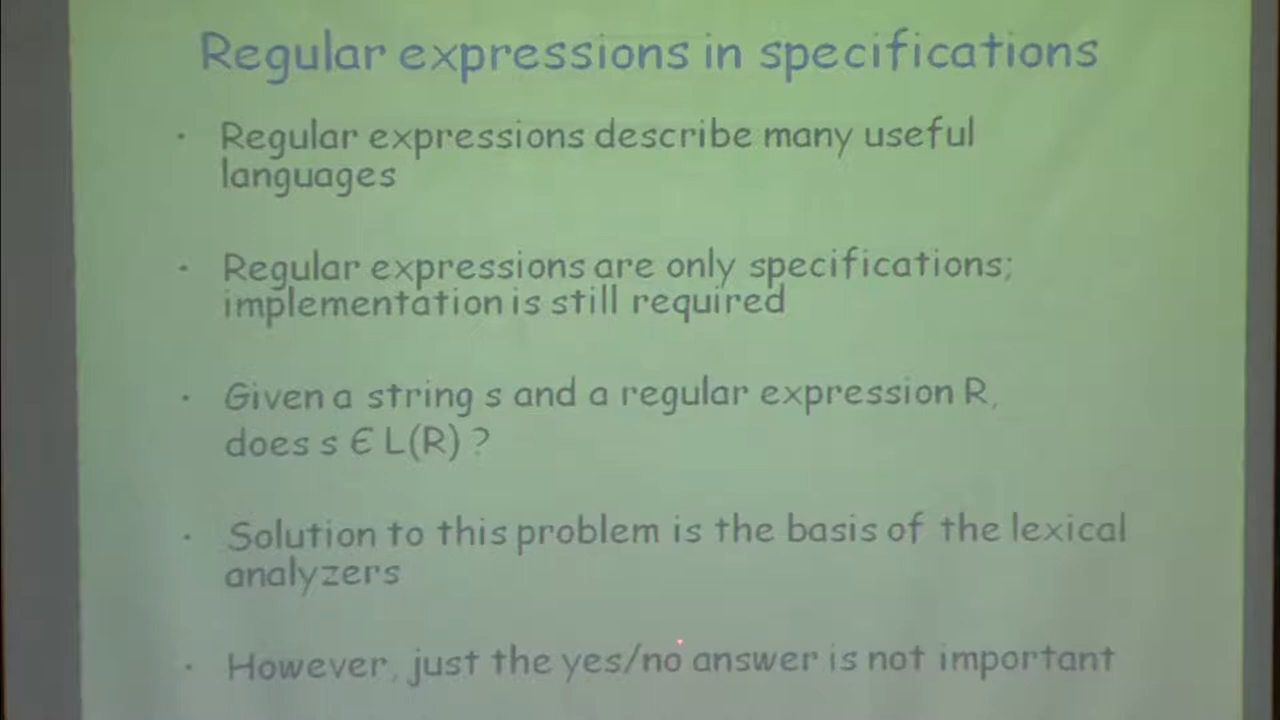 Regular expressions in specifications
• Regular expressions describe many useful
languages
• Regular expressions are only specifications;
implementation is still required
• Given a string s and a regular expression R,
does s Є L(R) ?
• Solution to this problem is the basis of the lexical
analyzers
• However, just the yes/no answer is not important